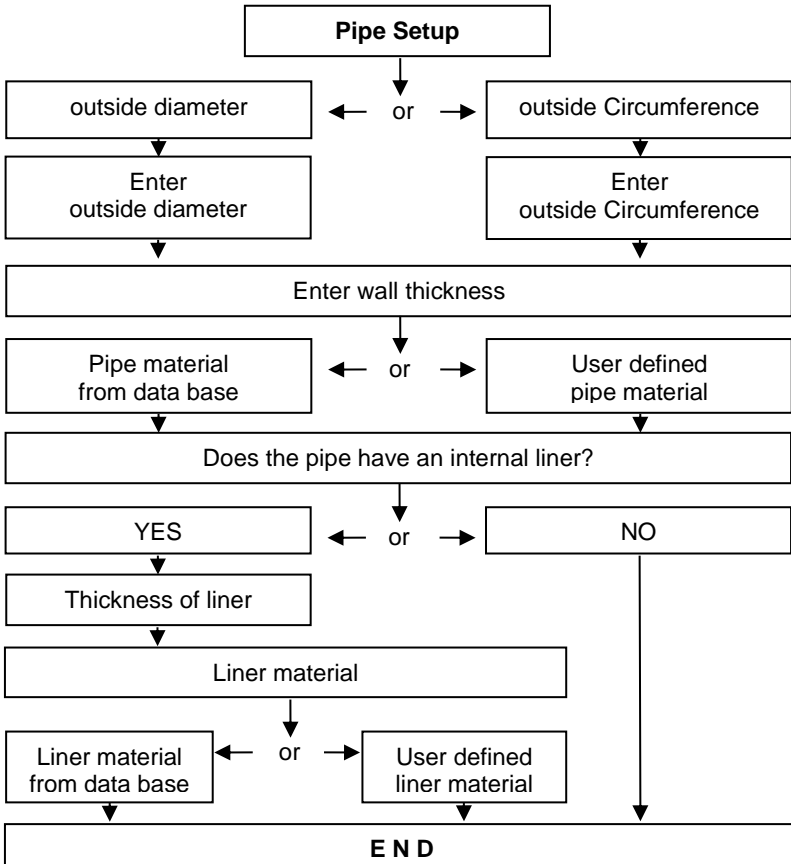 Pipe Setup
outside diameter
or
outside Circumference
Enter
outside diameter
Enter
outside Circumference
Enter wall thickness
Pipe material
from data base
or
User defined
pipe material
Does the pipe have an internal liner?
YES
or
NO
Thickness of liner
Liner material
Liner material
from data base
or
User defined
liner material
E N D